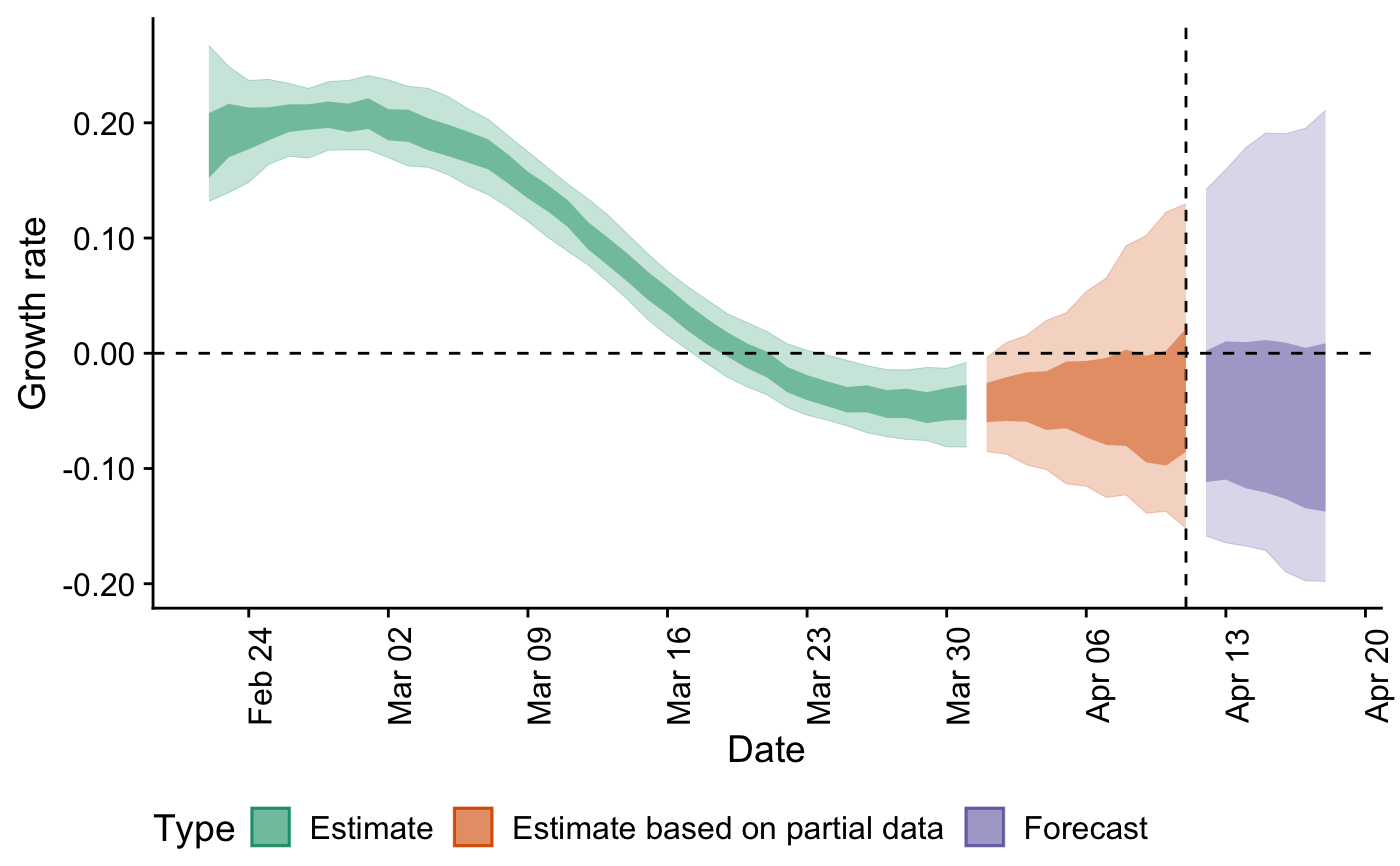 Growth rate
0.20
0.10
0.00
-0.10
-0.20
Feb 24
Mar 02
Mar 09
Mar 16
Mar 23
Mar 30
Apr 06
Apr 13
Apr 20
Date
Type Estimate Estimate based on partial data Forecast